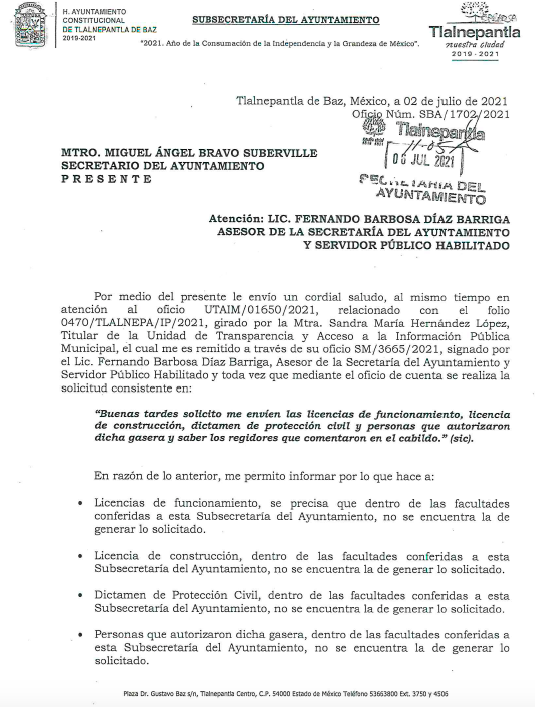 H. AYUNTAMIENTO
CONSTITUCIONAL
DE TLALNEPANTLA DE BAZ
2019-2021
SUBSECRETARÍA DEL AYUNTAMIENTO
"2021. Año de la Consumación de la Independencia y la Grandeza de México".
Tlalnepantla
nuestra ciudad
2019 - 2021
Tlalnepantla de Baz, México, a 02 de julio de 2021
Oficio Núm. SBA/1702/2021
Tlalnepantla
06 JUL 2021
SECRETARIA DEL
AYUNTAMIENTO
MTRO. MIGUEL ÁNGEL BRAVO SUBERVILLE
SECRETARIO DEL AYUNTAMIENTO
P R E S E N T E
Atención: LIC. FERNANDO BARBOSA DÍAZ BARRIGA
ASESOR DE LA SECRETARÍA DEL AYUNTAMIENTO
Y SERVIDOR PÚBLICO HABILITADO
Por medio del presente le envío un cordial saludo, al mismo tiempo en
atención al oficio UTAIM/01650/2021, relacionado con el folio
0470/TLALNEPA/IP/2021, girado por la Mtra. Sandra María Hernández López,
Titular de la Unidad de Transparencia y Acceso a la Información Pública
Municipal, el cual me es remitido a través de su oficio SM/3665/2021, signado por
el Lic. Fernando Barbosa Díaz Barriga, Asesor de la Secretaría del Ayuntamiento y
Servidor Público Habilitado y toda vez que mediante el oficio de cuenta se realiza la
solicitud consistente en:
"Buenas tardes solicito me envíen las licencias de funcionamiento, licencia
de construcción, dictamen de protección civil y personas que autorizaron
dicha gasera y saber los regidores que comentaron en el cabildo." (sic).
En razón de lo anterior, me permito informar por lo que hace a:
• Licencias de funcionamiento, se precisa que dentro de las facultades
conferidas a esta Subsecretaría del Ayuntamiento, no se encuentra la de
generar lo solicitado.
• Licencia de construcción, dentro de las facultades conferidas a esta
Subsecretaría del Ayuntamiento, no se encuentra la de generar lo solicitado.
• Dictamen de Protección Civil, dentro de las facultades conferidas a esta
Subsecretaría del Ayuntamiento, no se encuentra la de generar lo solicitado.
• Personas que autorizaron dicha gasera, dentro de las facultades conferidas a
esta Subsecretaría del Ayuntamiento, no se encuentra la de generar lo
solicitado.
Plaza Dr. Gustavo Baz s/n, Tlalnepantla Centro, C.P. 54000 Estado de México Teléfono 53663800 Ext. 3750 y 4506